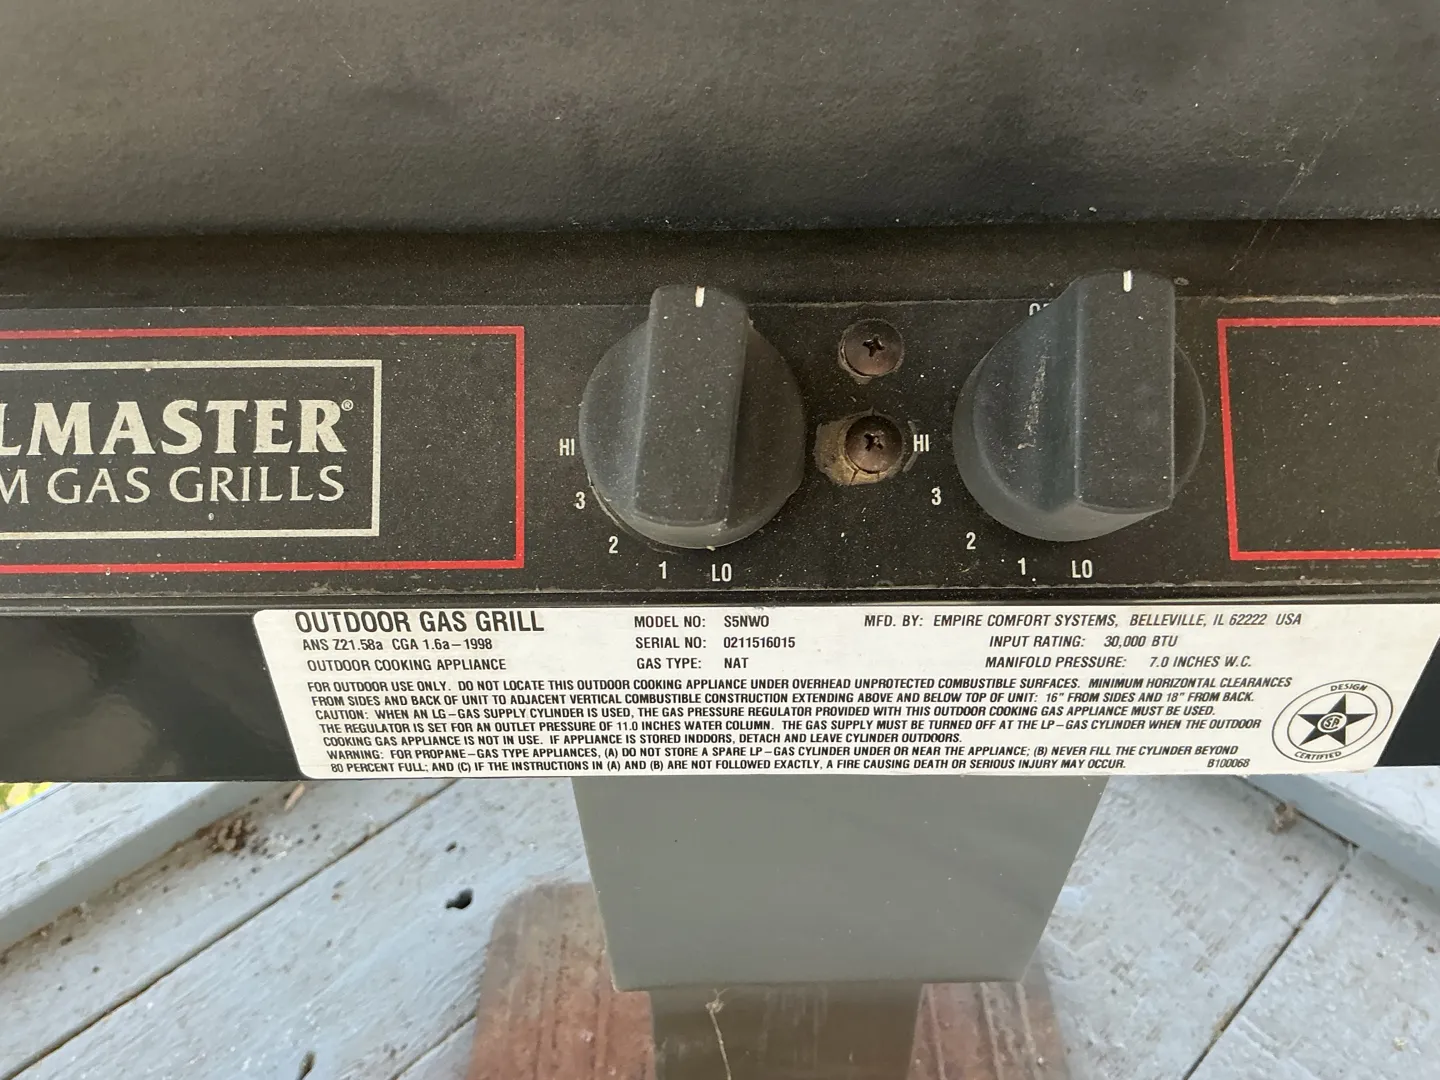 LMASTER®
M GAS GRILLS
HI
3
2
1
LO
HI
3
2
1
LO
OUTDOOR GAS GRILL
ANS Z21.58a CGA 1.6a-1998
OUTDOOR COOKING APPLIANCE
MODEL NO: S5NWO
SERIAL NO: 0211516015
GAS TYPE: NAT
MFD. BY: EMPIRE COMFORT SYSTEMS, BELLEVILLE, IL 62222 USA
INPUT RATING: 30,000 BTU
MANIFOLD PRESSURE: 7.0 INCHES W.C.
FOR OUTDOOR USE ONLY. DO NOT LOCATE THIS OUTDOOR COOKING APPLIANCE UNDER OVERHEAD UNPROTECTED COMBUSTIBLE SURFACES. MINIMUM HORIZONTAL CLEARANCES
FROM SIDES AND BACK OF UNIT TO ADJACENT VERTICAL COMBUSTIBLE CONSTRUCTION EXTENDING ABOVE AND BELOW TOP OF UNIT: 16" FROM SIDES AND 18" FROM BACK.
CAUTION: WHEN AN LG-GAS SUPPLY CYLINDER IS USED, THE GAS PRESSURE REGULATOR PROVIDED WITH THIS OUTDOOR COOKING GAS APPLIANCE MUST BE USED.
THE REGULATOR IS SET FOR AN OUTLET PRESSURE OF 11.0 INCHES WATER COLUMN. THE GAS SUPPLY MUST BE TURNED OFF AT THE LP-GAS CYLINDER WHEN THE OUTDOOR
COOKING GAS APPLIANCE IS NOT IN USE. IF APPLIANCE IS STORED INDOORS, DETACH AND LEAVE CYLINDER OUTDOORS.
WARNING: FOR PROPANE-GAS TYPE APPLIANCES, (A) DO NOT STORE A SPARE LP-GAS CYLINDER UNDER OR NEAR THE APPLIANCE; (B) NEVER FILL THE CYLINDER BEYOND
80 PERCENT FULL; AND (C) IF THE INSTRUCTIONS IN (A) AND (B) ARE NOT FOLLOWED EXACTLY, A FIRE CAUSING DEATH OR SERIOUS INJURY MAY OCCUR.
B100068
DESIGN
CERTIFIED